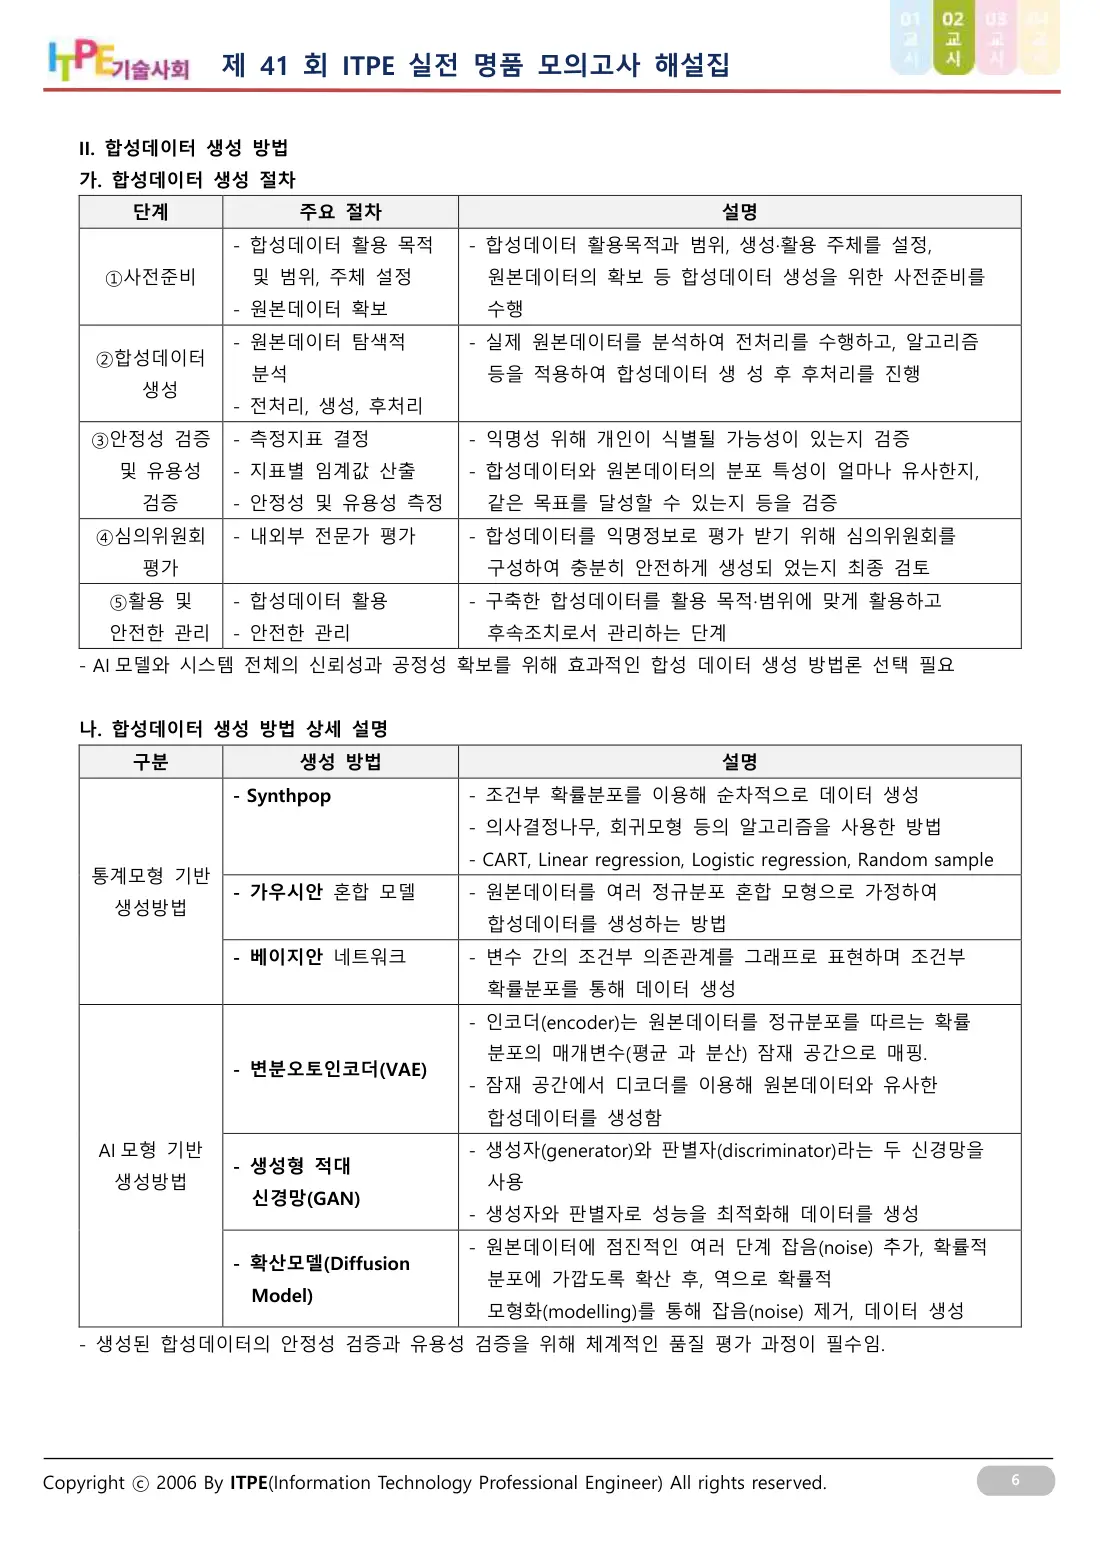 ITPE기술사회 제 41 회 ITPE 실전 명품 모의고사 해설집
01 교시 02 교시 03 교시
II. 합성데이터 생성 방법
가. 합성데이터 생성 절차
단계 주요 절차 설명
①사전준비
- 합성데이터 활용 목적
및 범위, 주체 설정
- 원본데이터 확보
- 합성데이터 활용목적과 범위, 생성·활용 주체를 설정,
원본데이터의 확보 등 합성데이터 생성을 위한 사전준비를
수행
②합성데이터
생성
- 원본데이터 탐색적
분석
- 전처리, 생성, 후처리
- 실제 원본데이터를 분석하여 전처리를 수행하고, 알고리즘
등을 적용하여 합성데이터 생 성 후 후처리를 진행
③안정성 검증
및 유용성
검증
- 측정지표 결정
- 지표별 임계값 산출
- 안정성 및 유용성 측정
- 익명성 위해 개인이 식별될 가능성이 있는지 검증
- 합성데이터와 원본데이터의 분포 특성이 얼마나 유사한지,
같은 목표를 달성할 수 있는지 등을 검증
④심의위원회
평가
- 내외부 전문가 평가
- 합성데이터를 익명정보로 평가 받기 위해 심의위원회를
구성하여 충분히 안전하게 생성되 었는지 최종 검토
⑤활용 및
안전한 관리
- 합성데이터 활용
- 안전한 관리
- 구축한 합성데이터를 활용 목적·범위에 맞게 활용하고
후속조치로서 관리하는 단계
- AI 모델와 시스템 전체의 신뢰성과 공정성 확보를 위해 효과적인 합성 데이터 생성 방법론 선택 필요
나. 합성데이터 생성 방법 상세 설명
구분 생성 방법 설명
통계모형 기반
생성방법
- Synthpop
- 조건부 확률분포를 이용해 순차적으로 데이터 생성
- 의사결정나무, 회귀모형 등의 알고리즘을 사용한 방법
- CART, Linear regression, Logistic regression, Random sample
- 가우시안 혼합 모델
- 원본데이터를 여러 정규분포 혼합 모형으로 가정하여
합성데이터를 생성하는 방법
- 베이지안 네트워크
- 변수 간의 조건부 의존관계를 그래프로 표현하며 조건부
확률분포를 통해 데이터 생성
AI 모형 기반
생성방법
- 변분오토인코더(VAE)
- 인코더(encoder)는 원본데이터를 정규분포를 따르는 확률
분포의 매개변수(평균 과 분산) 잠재 공간으로 매핑.
- 잠재 공간에서 디코더를 이용해 원본데이터와 유사한
합성데이터를 생성함
- 생성형 적대
신경망(GAN)
- 생성자(generator)와 판별자(discriminator)라는 두 신경망을
사용
- 생성자와 판별자로 성능을 최적화해 데이터를 생성
- 확산모델(Diffusion
Model)
- 원본데이터에 점진적인 여러 단계 잡음(noise) 추가, 확률적
분포에 가깝도록 확산 후, 역으로 확률적
모형화(modelling)를 통해 잡음(noise) 제거, 데이터 생성
- 생성된 합성데이터의 안정성 검증과 유용성 검증을 위해 체계적인 품질 평가 과정이 필수임.
Copyright ⓒ 2006 By ITPE(Information Technology Professional Engineer) All rights reserved.
6